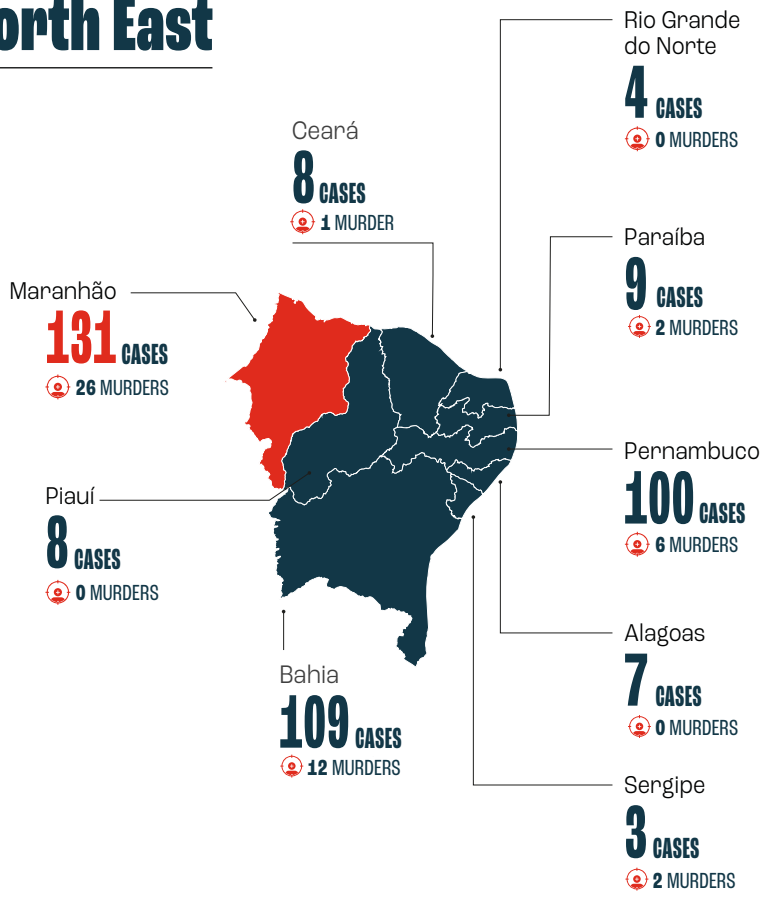 orth East
Rio Grande
do Norte
4 CASES
0 MURDERS
Ceará
8 CASES
1 MURDER
Paraíba
9 CASES
2 MURDERS
Maranhão
131 CASES
26 MURDERS
Pernambuco
100 CASES
6 MURDERS
Piauí
8 CASES
0 MURDERS
Alagoas
7 CASES
0 MURDERS
Bahia
109 CASES
12 MURDERS
Sergipe
3 CASES
2 MURDERS